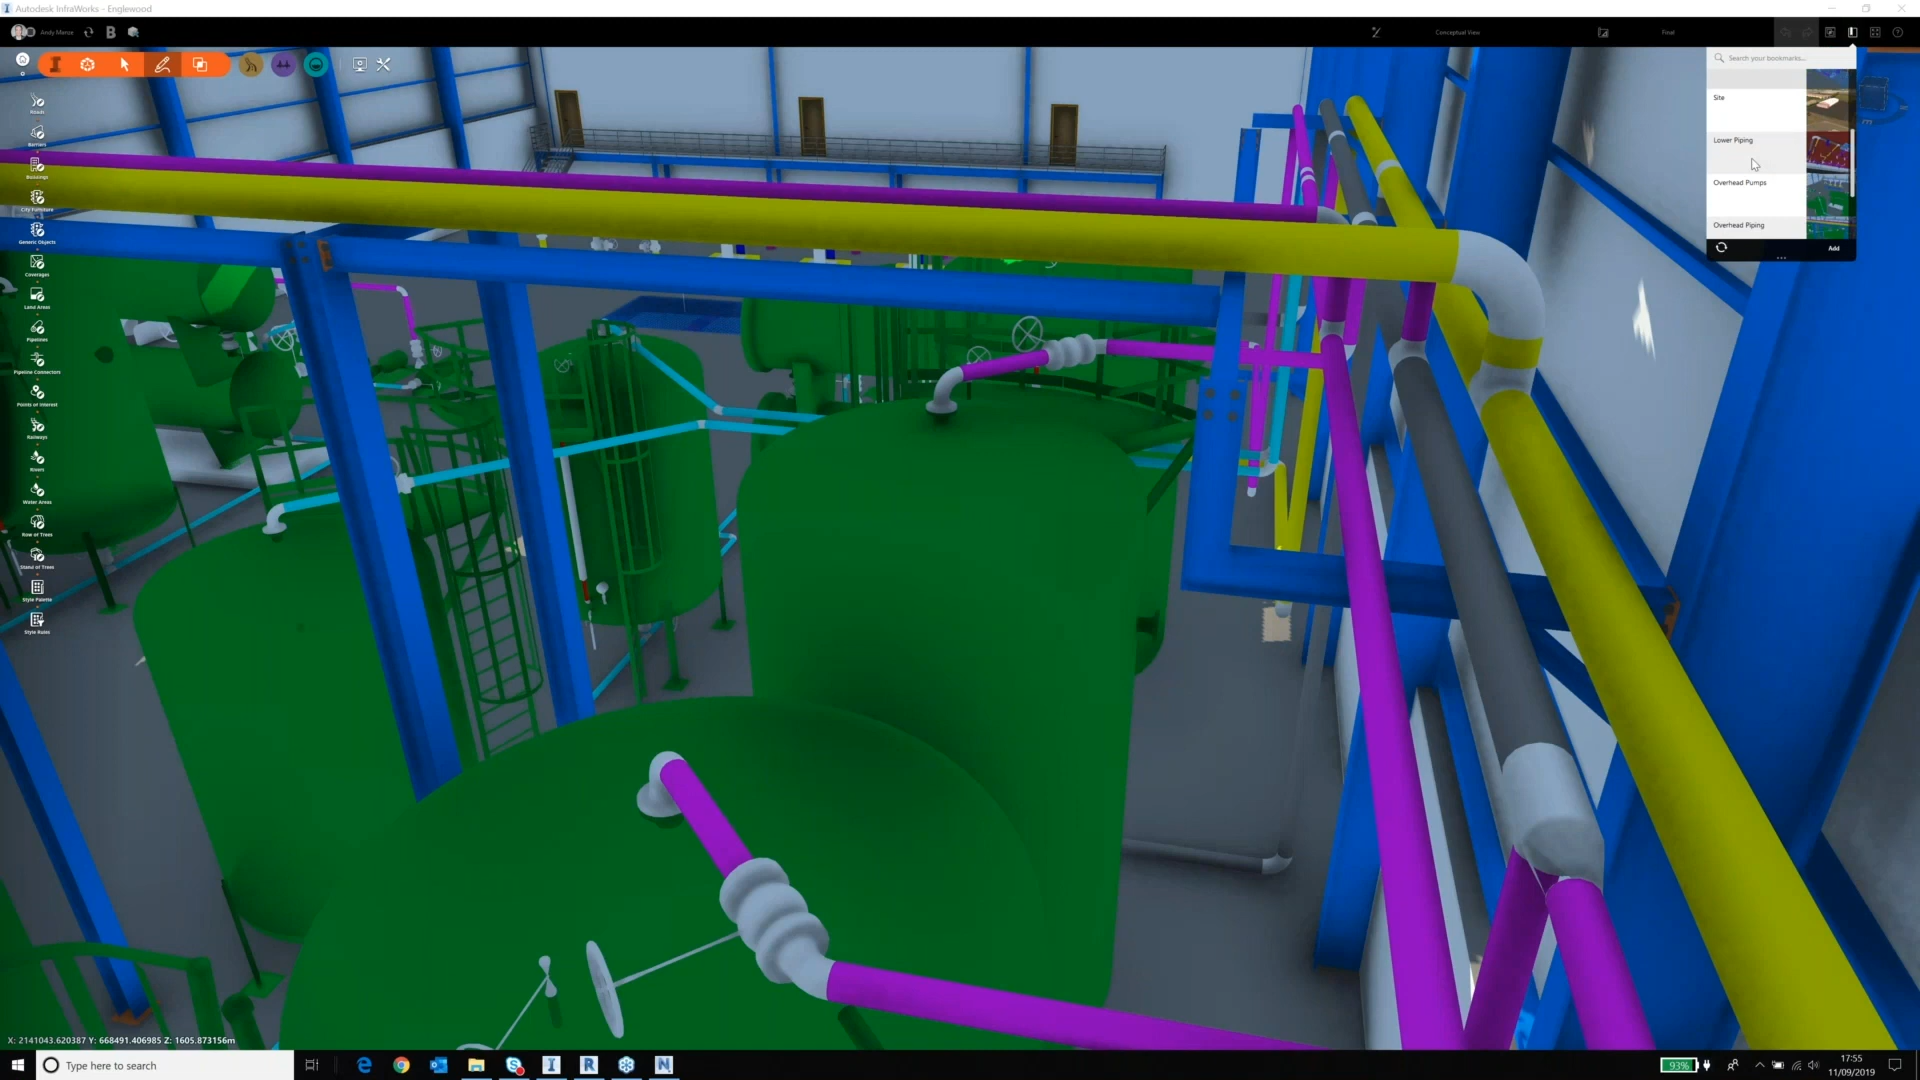 Autodesk InfraWorks - Englewood
Andy Mercer
Conceptual View
Final
Search your bookmarks...
Site
Lower Piping
Overhead Pumps
Overhead Piping
Add
Roads
Barriers
Buildings
City Furniture
Generic Objects
Coverages
Land Areas
Pipelines
Pipeline Connectors
Points of Interest
Railways
Rivers
Water Areas
Row of Trees
Stand of Trees
Style Palette
Style Rules
X: 2141043.620387 Y: 668491.406985 Z: 1605.873156m
Type here to search
93%
17:55
11/09/2019